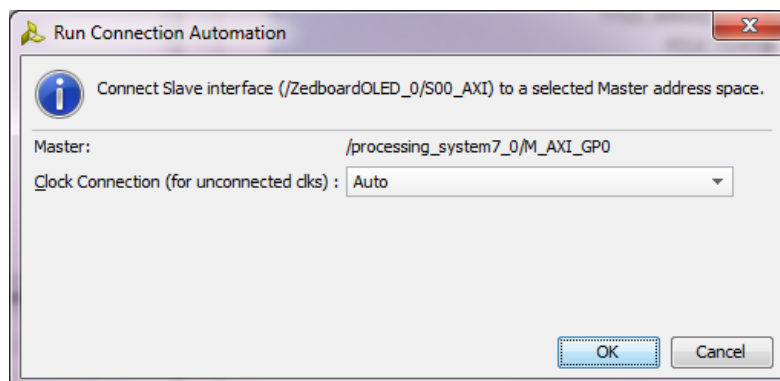 Run Connection Automation
Connect Slave interface (/ZedboardOLED_0/S00_AXI) to a selected Master address space.
Master: /processing_system7_0/M_AXI_GP0
Clock Connection (for unconnected clks) : Auto
OK Cancel